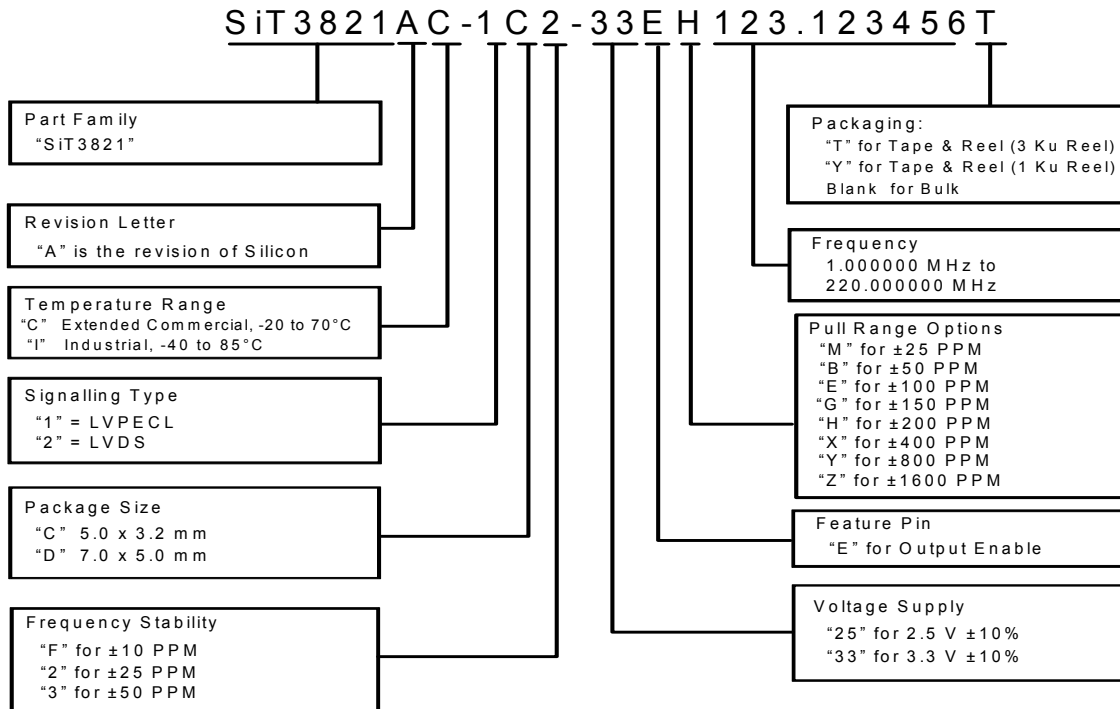 SiT3821AC-1C2-33EH123.123456T
Part Family
“SiT3821”
Revision Letter
“A” is the revision of Silicon
Temperature Range
“C” Extended Commercial, -20 to 70°C
“I” Industrial, -40 to 85°C
Signalling Type
“1” = LVPECL
“2” = LVDS
Package Size
“C” 5.0 x 3.2 mm
“D” 7.0 x 5.0 mm
Frequency Stability
“F” for ±10 PPM
“2” for ±25 PPM
“3” for ±50 PPM
Packaging:
“T” for Tape & Reel (3 Ku Reel)
“Y” for Tape & Reel (1 Ku Reel)
Blank for Bulk
Frequency
1.000000 MHz to
220.000000 MHz
Pull Range Options
“M” for ±25 PPM
“B” for ±50 PPM
“E” for ±100 PPM
“G” for ±150 PPM
“H” for ±200 PPM
“X” for ±400 PPM
“Y” for ±800 PPM
“Z” for ±1600 PPM
Feature Pin
“E” for Output Enable
Voltage Supply
“25” for 2.5 V ±10%
“33” for 3.3 V ±10%